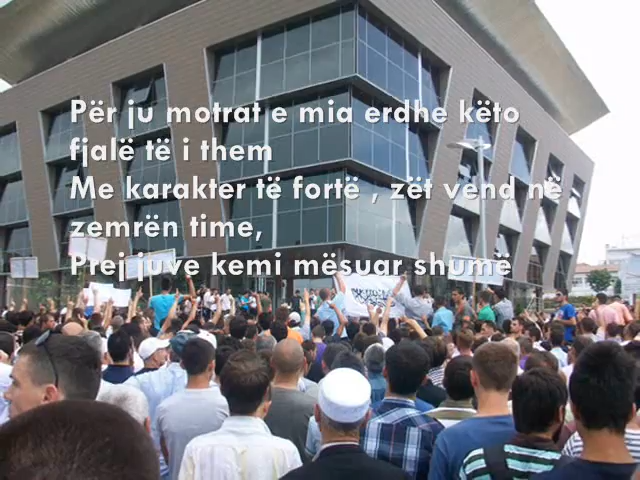 Për ju motrat e mia erdhe këto
fjalë të i them
Me karakter të fortë , zët vend në
zemrën time,
Prej juve kemi mësuar shumë